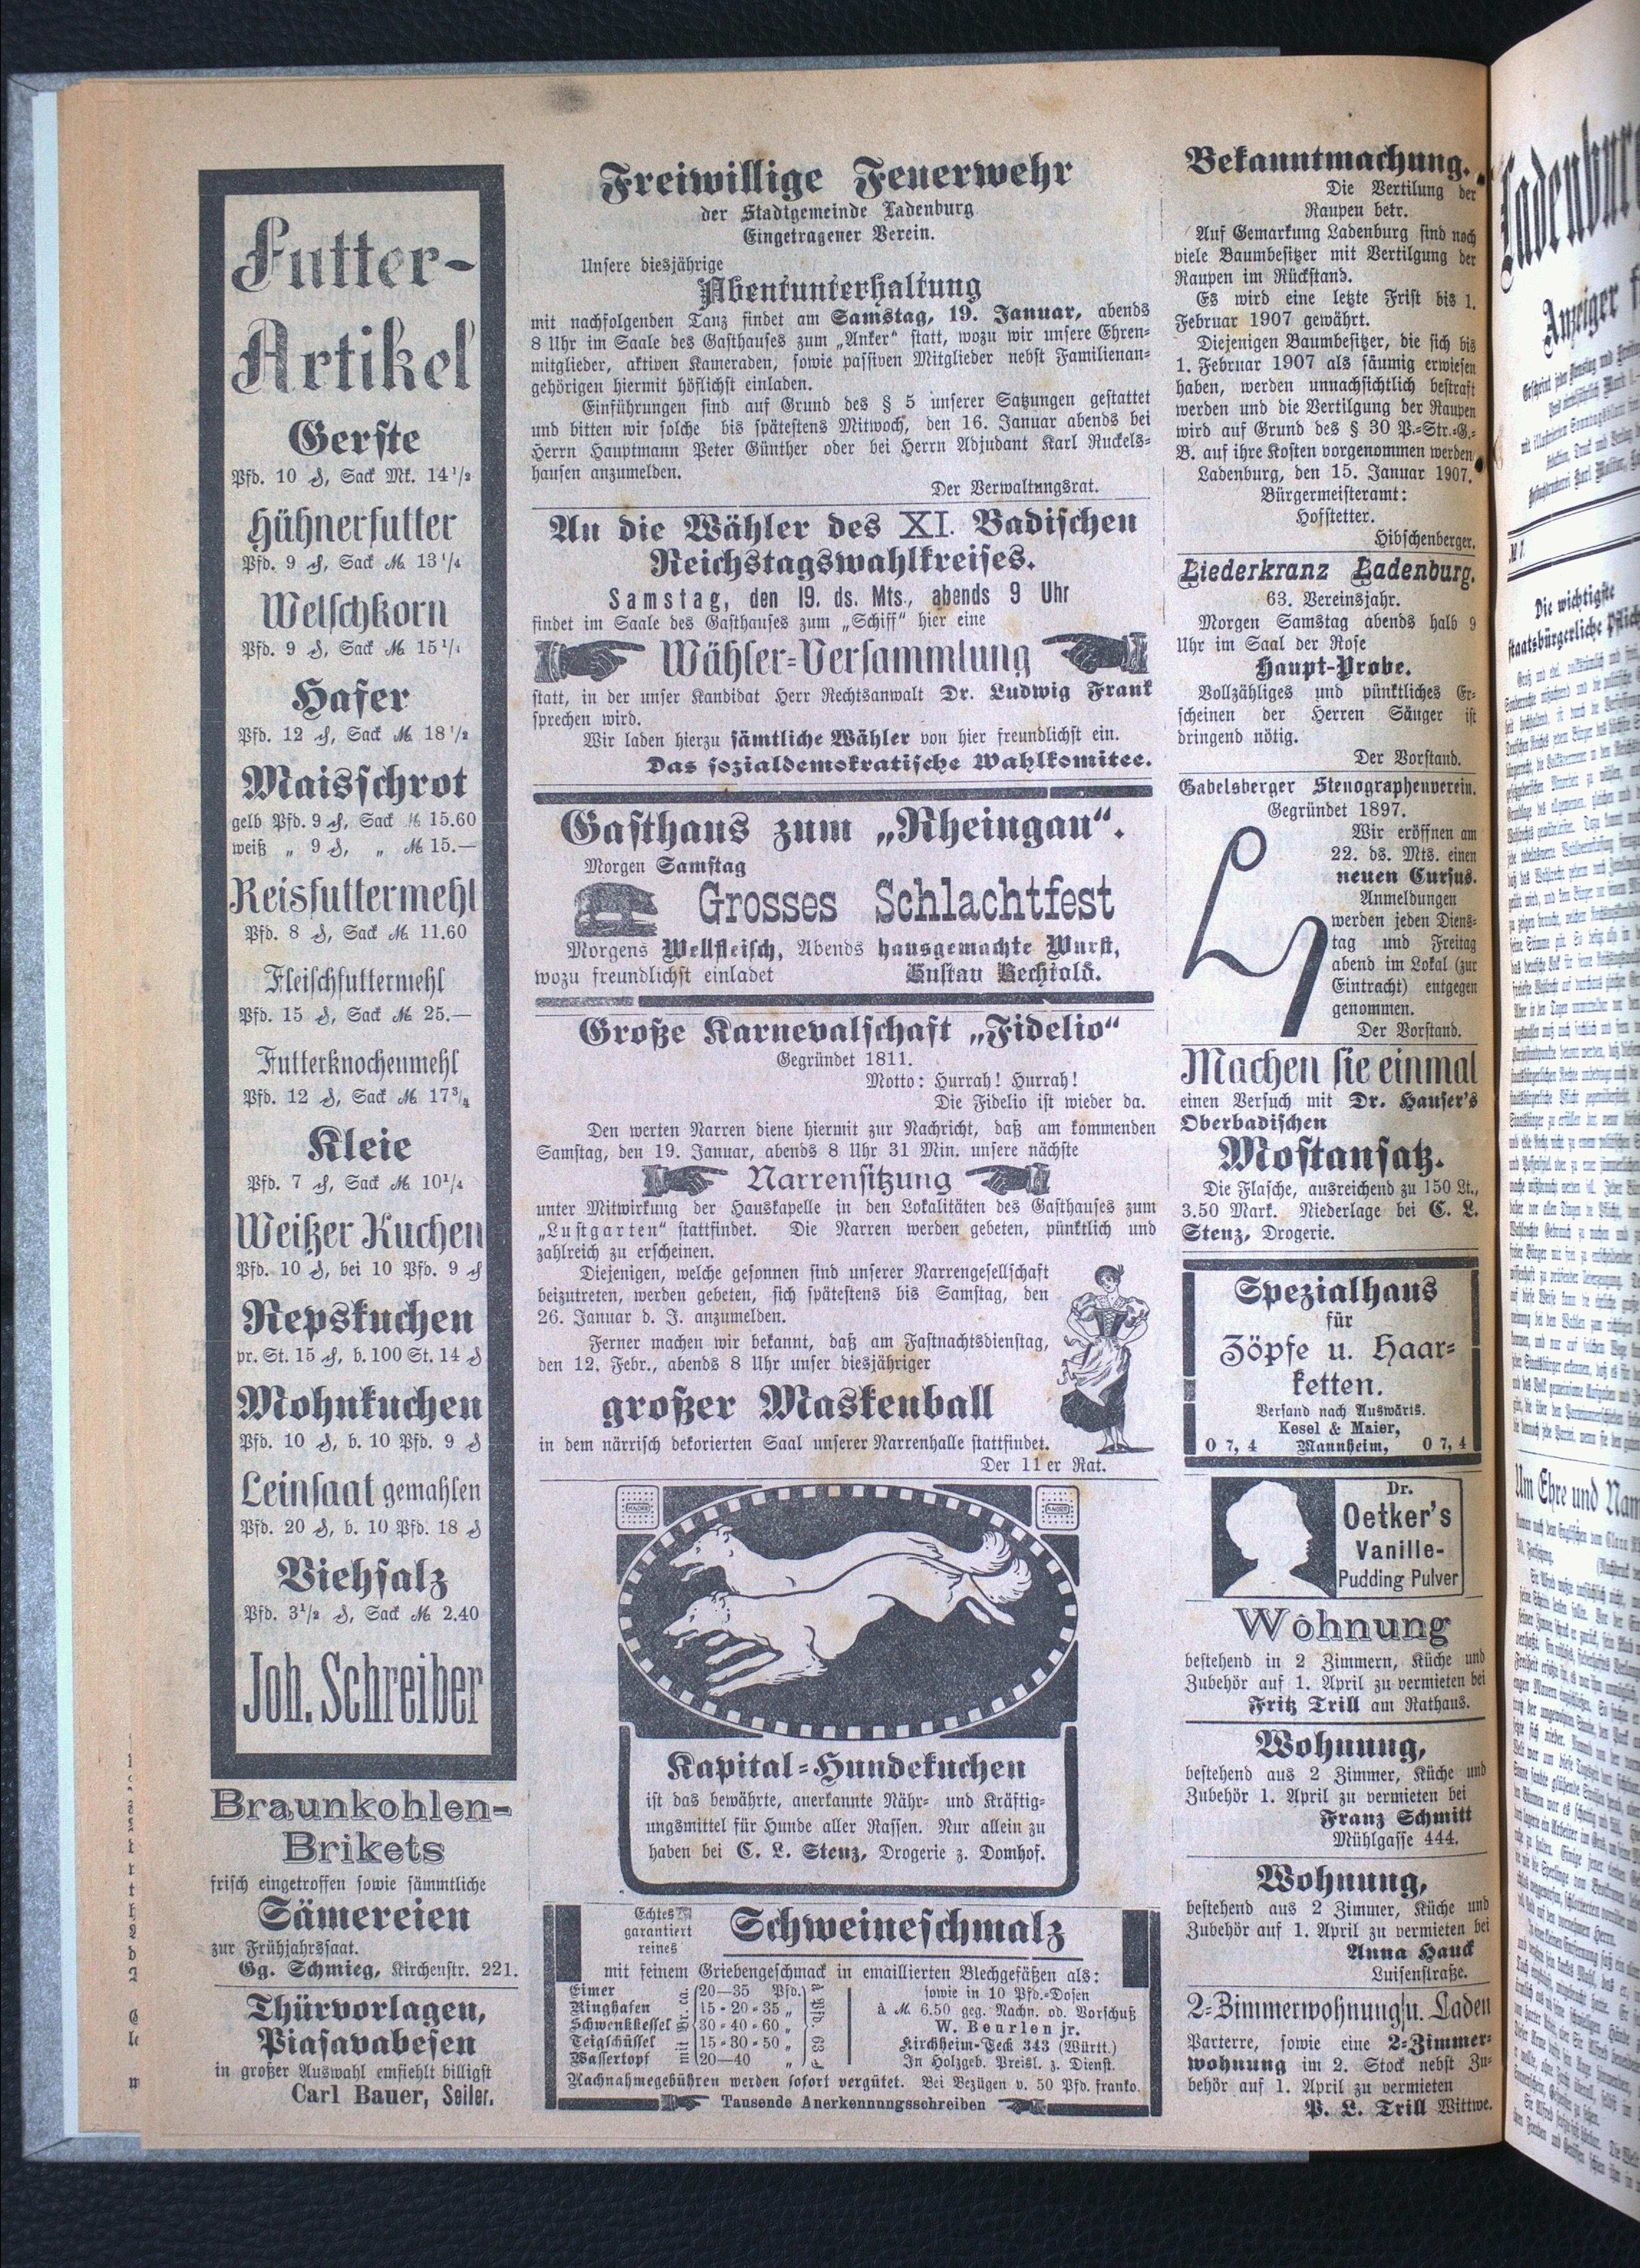 Futter-
Artikel
Gerste
Pfd. 10 ₰, Sack Mk. 14 1/2
Hühnerfutter
Pfd. 9 ₰, Sack M 13 1/4
Welschkorn
Pfd. 9 ₰, Sack M 15 1/4
Hafer
Pfd. 12 ₰, Sack M 18 1/2
Maisschrot
gelb Pfd. 9 ₰, Sack M 15.60
weiß „ 9 ₰, „ M 15.—
Reisfuttermehl
Pfd. 8 ₰, Sack M 11.60
Fleischfuttermehl
Pfd. 15 ₰, Sack M 25.—
Futterknochenmehl
Pfd. 12 ₰, Sack M 17 3/4
Kleie
Pfd. 7 ₰, Sack M 10 1/4
Weißer Kuchen
Pfd. 10 ₰, bei 10 Pfd. 9 ₰
Repskuchen
pr. St. 15 ₰, b. 100 St. 14 ₰
Mohnkuchen
Pfd. 10 ₰, b. 10 Pfd. 9 ₰
Leinsaat gemahlen
Pfd. 20 ₰, b. 10 Pfd. 18 ₰
Viehsalz
Pfd. 3 1/2 ₰, Sack M 2.40
Joh. Schreiber
Braunkohlen-
Brikets
frisch eingetroffen sowie sämmtliche
Sämereien
zur Frühjahrssaat.
Gg. Schmieg, Kirchenstr. 221.
Thürvorlagen,
Piasavabesen
in großer Auswahl emfiehlt billigst
Carl Bauer, Seiler.
Freiwillige Feuerwehr
der Stadtgemeinde Ladenburg
Eingetragener Verein.
Unsere diesjährige
Abentunterhaltung
mit nachfolgenden Tanz findet am Samstag, 19. Januar, abends
8 Uhr im Saale des Gasthauses zum „Anker“ statt, wozu wir unsere Ehren-
mitglieder, aktiven Kameraden, sowie passiven Mitglieder nebst Familienan-
gehörigen hiermit höflichst einladen.
Einführungen sind auf Grund des § 5 unserer Satzungen gestattet
und bitten wir solche bis spätestens Mitwoch, den 16. Januar abends bei
Herrn Hauptmann Peter Günther oder bei Herrn Adjudant Karl Ruckels-
hausen anzumelden.
Der Verwaltungsrat.
An die Wähler des XI. Badischen
Reichstagswahlkreises.
Samstag, den 19. ds. Mts., abends 9 Uhr
findet im Saale des Gasthauses zum „Schiff“ hier eine
Wähler-Versammlung
statt, in der unser Kandidat Herr Rechtsanwalt Dr. Ludwig Frank
sprechen wird.
Wir laden hierzu sämtliche Wähler von hier freundlichst ein.
Das sozialdemokratische Wahlkomitee.
Gasthaus zum „Rheingau“.
Morgen Samstag
Grosses Schlachtfest
Morgens Wellfleisch, Abends hausgemachte Wurst,
wozu freundlichst einladet Gustav Bechtold.
Große Karnevalschaft „Fidelio“
Gegründet 1811.
Motto: Hurrah! Hurrah!
Die Fidelio ist wieder da.
Den werten Narren diene hiermit zur Nachricht, daß am kommenden
Samstag, den 19. Januar, abends 8 Uhr 31 Min. unsere nächste
Narrensitzung
unter Mitwirkung der Hauskapelle in den Lokalitäten des Gasthauses zum
„Lustgarten“ stattfindet. Die Narren werden gebeten, pünktlich und
zahlreich zu erscheinen.
Diejenigen, welche gesonnen sind unserer Narrengesellschaft
beizutreten, werden gebeten, sich spätestens bis Samstag, den
26. Januar d. J. anzumelden.
Ferner machen wir bekannt, daß am Fastnachtsdienstag,
den 12. Febr., abends 8 Uhr unser diesjähriger
großer Maskenball
in dem närrisch dekorierten Saal unserer Narrenhalle stattfindet.
Der 11er Rat.
Kapital-Hundekuchen
ist das bewährte, anerkannte Nähr- und Kräftig-
ungsmittel für Hunde aller Rassen. Nur allein zu
haben bei C. L. Stenz, Drogerie z. Domhof.
Echtes
garantiert
reines
Schweineschmalz
mit feinem Griebengeschmack in emaillierten Blechgefäßen als:
Eimer 20—35 Pfd.
Ringhafen 15-20-35 „
Schwenkkessel 30-40-60 „
Teigschüssel 15-30-50 „
Wassertopf 20—40 „
à Pfd. 63 ₰
sowie in 10 Pfd.-Dosen
à M. 6.50 geg. Nachn. od. Vorschuß
W. Beurlen jr.
Kirchheim-Teck 343 (Württ.)
In Holzgeb. Preisl. z. Dienst.
Nachnahmegebühren werden sofort vergütet. Bei Bezügen v. 50 Pfd. franko.
Tausende Anerkennungsschreiben
Bekanntmachung.
Die Vertilung der
Raupen betr.
Auf Gemarkung Ladenburg sind noch
viele Baumbesitzer mit Vertilgung der
Raupen im Rückstand.
Es wird eine letzte Frist bis 1.
Februar 1907 gewährt.
Diejenigen Baumbesitzer, die sich bis
1. Februar 1907 als säumig erwiesen
haben, werden unnachsichtlich bestraft
werden und die Vertilgung der Raupen
wird auf Grund des § 30 P.-Str.-G.-
B. auf ihre Kosten vorgenommen werden.
Ladenburg, den 15. Januar 1907.
Bürgermeisteramt:
Hofstetter.
Hibschenberger.
Liederkranz Ladenburg.
63. Vereinsjahr.
Morgen Samstag abends halb 9
Uhr im Saal der Rose
Haupt-Probe.
Vollzähliges und pünktliches Er-
scheinen der Herren Sänger ist
dringend nötig.
Der Vorstand.
Gabelsberger Stenographenverein.
Gegründet 1897.
Wir eröffnen am
22. ds. Mts. einen
neuen Cursus.
Anmeldungen
werden jeden Diens-
tag und Freitag
abend im Lokal (zur
Eintracht) entgegen
genommen.
Der Vorstand.
Machen sie einmal
einen Versuch mit Dr. Hauser's
Oberbadischen
Mostansatz.
Die Flasche, ausreichend zu 150 Lt.,
3.50 Mark. Niederlage bei C. L.
Stenz, Drogerie.
Spezialhaus
für
Zöpfe u. Haar-
ketten.
Versand nach Auswärts.
Kesel & Maier,
O 7, 4 Mannheim, O 7, 4
Dr.
Oetker's
Vanille-
Pudding Pulver
Wohnung
bestehend in 2 Zimmern, Küche und
Zubehör auf 1. April zu vermieten bei
Fritz Trill am Rathaus.
Wohnung,
bestehend aus 2 Zimmer, Küche und
Zubehör 1. April zu vermieten bei
Franz Schmitt
Mühlgasse 444.
Wohnung,
bestehend aus 2 Zimmer, Küche und
Zubehör auf 1. April zu vermieten bei
Anna Hauck
Luisenstraße.
2-Zimmerwohnung u. Laden
Parterre, sowie eine 2-Zimmer-
wohnung im 2. Stock nebst Zu-
behör auf 1. April zu vermieten
P. L. Trill Wittwe.
Anzeiger
Die wichtigste
Um Ehre und